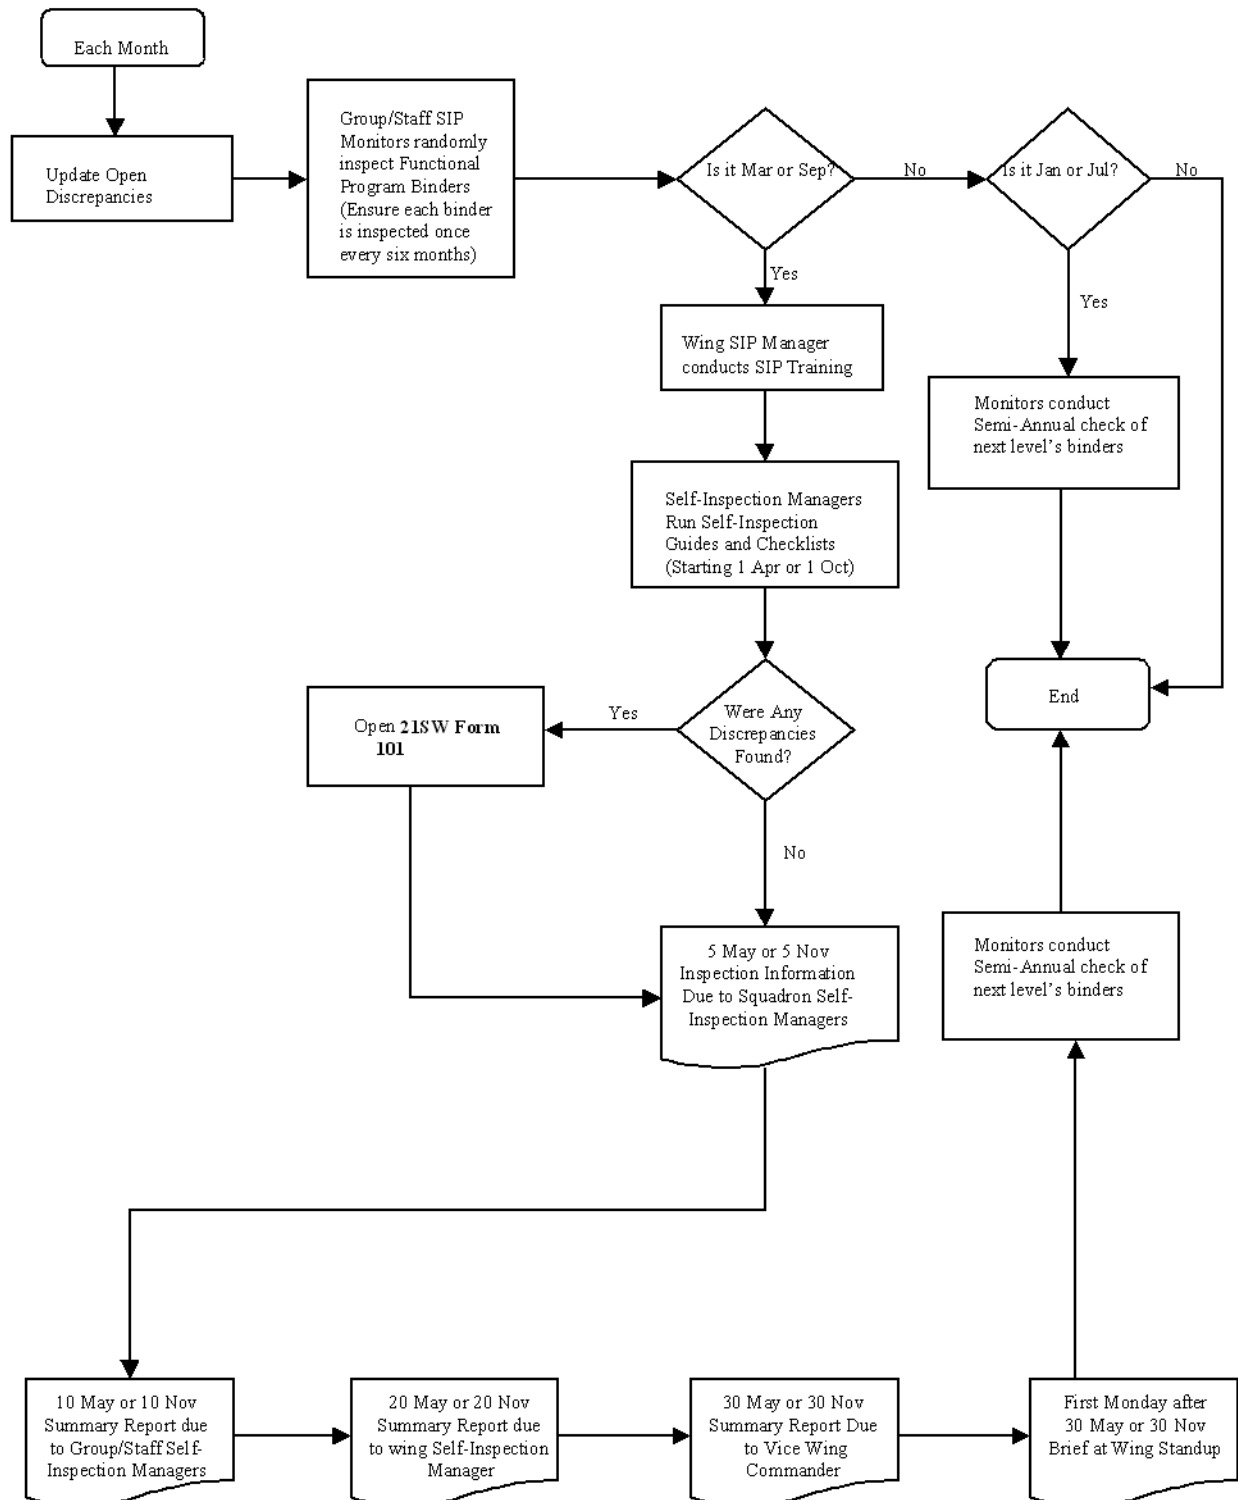 Each Month
Update Open
Discrepancies
Group/Staff SIP
Monitors randomly
inspect Functional
Program Binders
(Ensure each binder
is inspected once
every six months)
Is it Mar or Sep?
No
Is it Jan or Jul?
No
Yes
Yes
Wing SIP Manager
conducts SIP Training
Monitors conduct
Semi-Annual check of
next level's binders
Self-Inspection Managers
Run Self-Inspection
Guides and Checklists
(Starting 1 Apr or 1 Oct)
End
Were Any
Discrepancies
Found?
Yes
Open 21SW Form
101
No
5 May or 5 Nov
Inspection Information
Due to Squadron Self-
Inspection Managers
Monitors conduct
Semi-Annual check of
next level's binders
10 May or 10 Nov
Summary Report due
to Group/Staff Self-
Inspection Managers
20 May or 20 Nov
Summary Report due
to wing Self-Inspection
Manager
30 May or 30 Nov
Summary Report Due
to Vice Wing
Commander
First Monday after
30 May or 30 Nov
Brief at Wing Standup